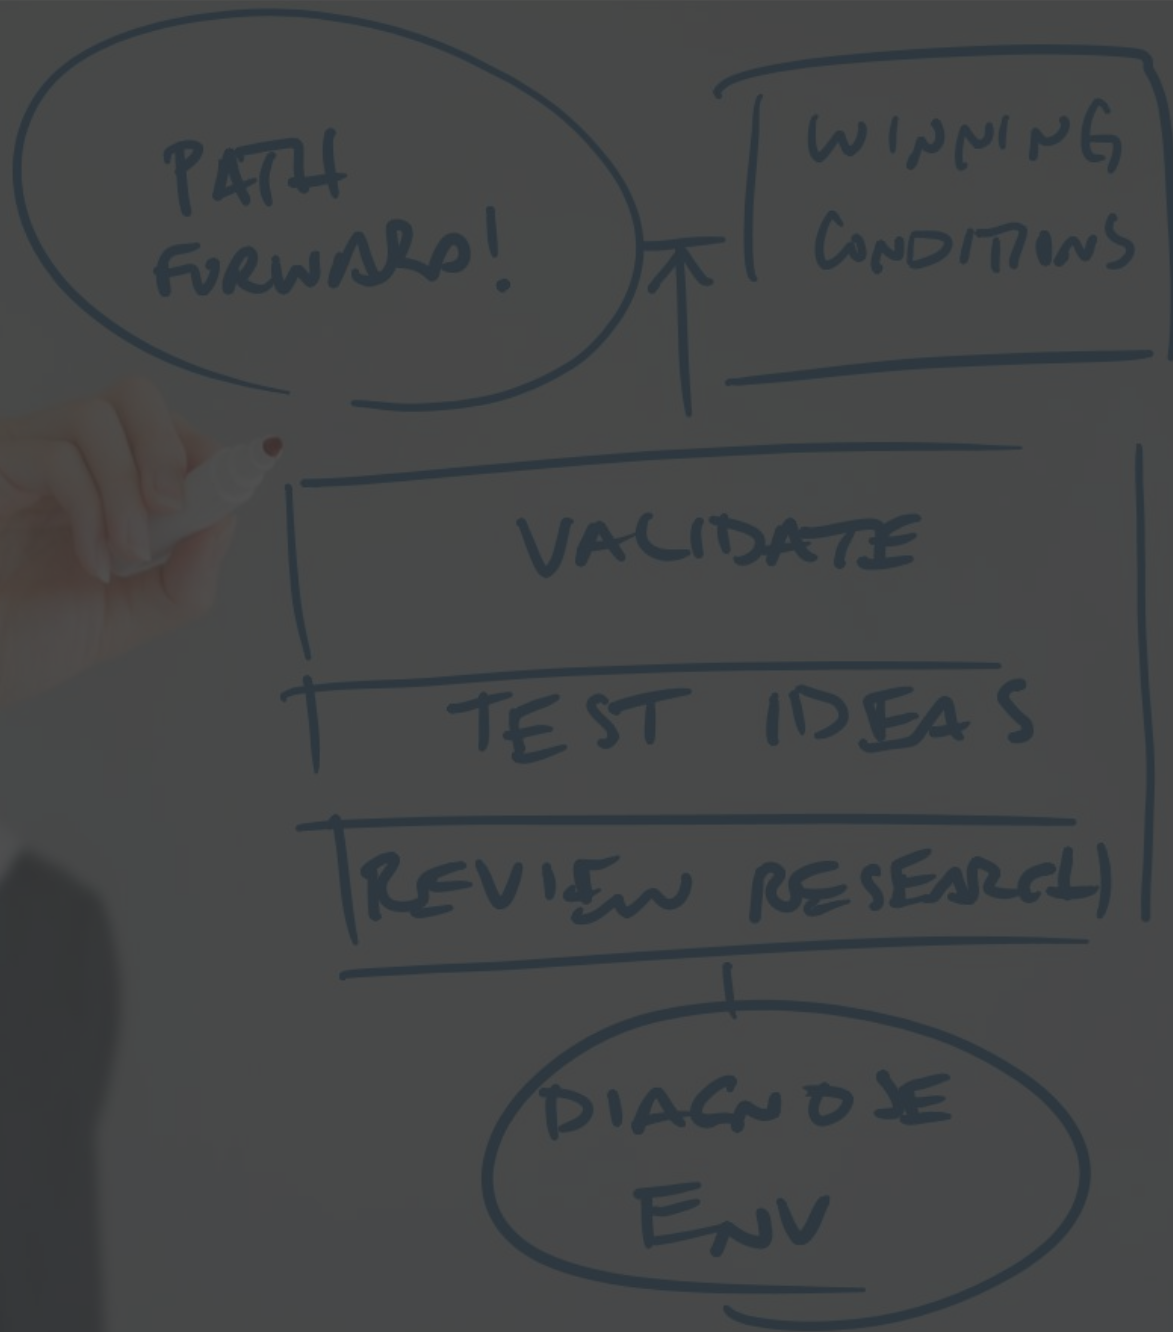 PATH
FORWARD!
WINNING
CONDITIONS
VALIDATE
TEST IDEAS
REVIEW RESEARCH
DIAGNOSE
ENV